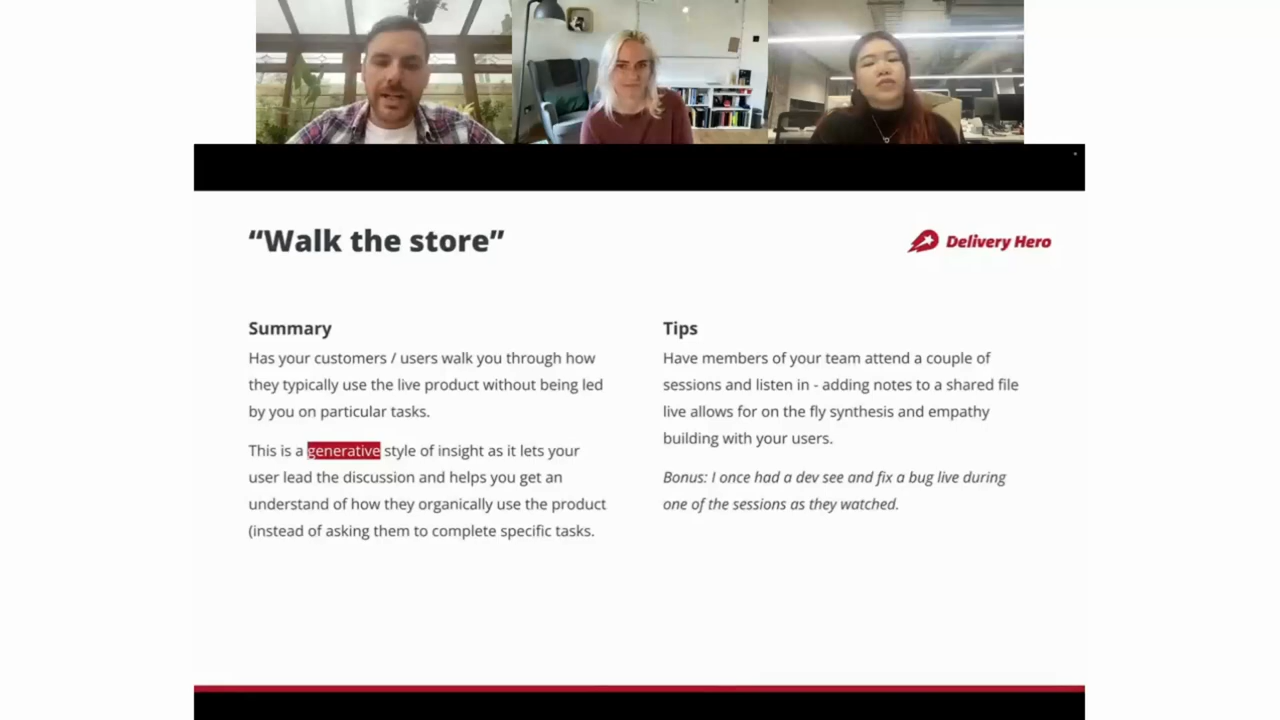 “Walk the store”
Delivery Hero
Summary
Has your customers / users walk you through how
they typically use the live product without being led
by you on particular tasks.
This is a generative style of insight as it lets your
user lead the discussion and helps you get an
understand of how they organically use the product
(instead of asking them to complete specific tasks.
Tips
Have members of your team attend a couple of
sessions and listen in - adding notes to a shared file
live allows for on the fly synthesis and empathy
building with your users.
Bonus: I once had a dev see and fix a bug live during
one of the sessions as they watched.